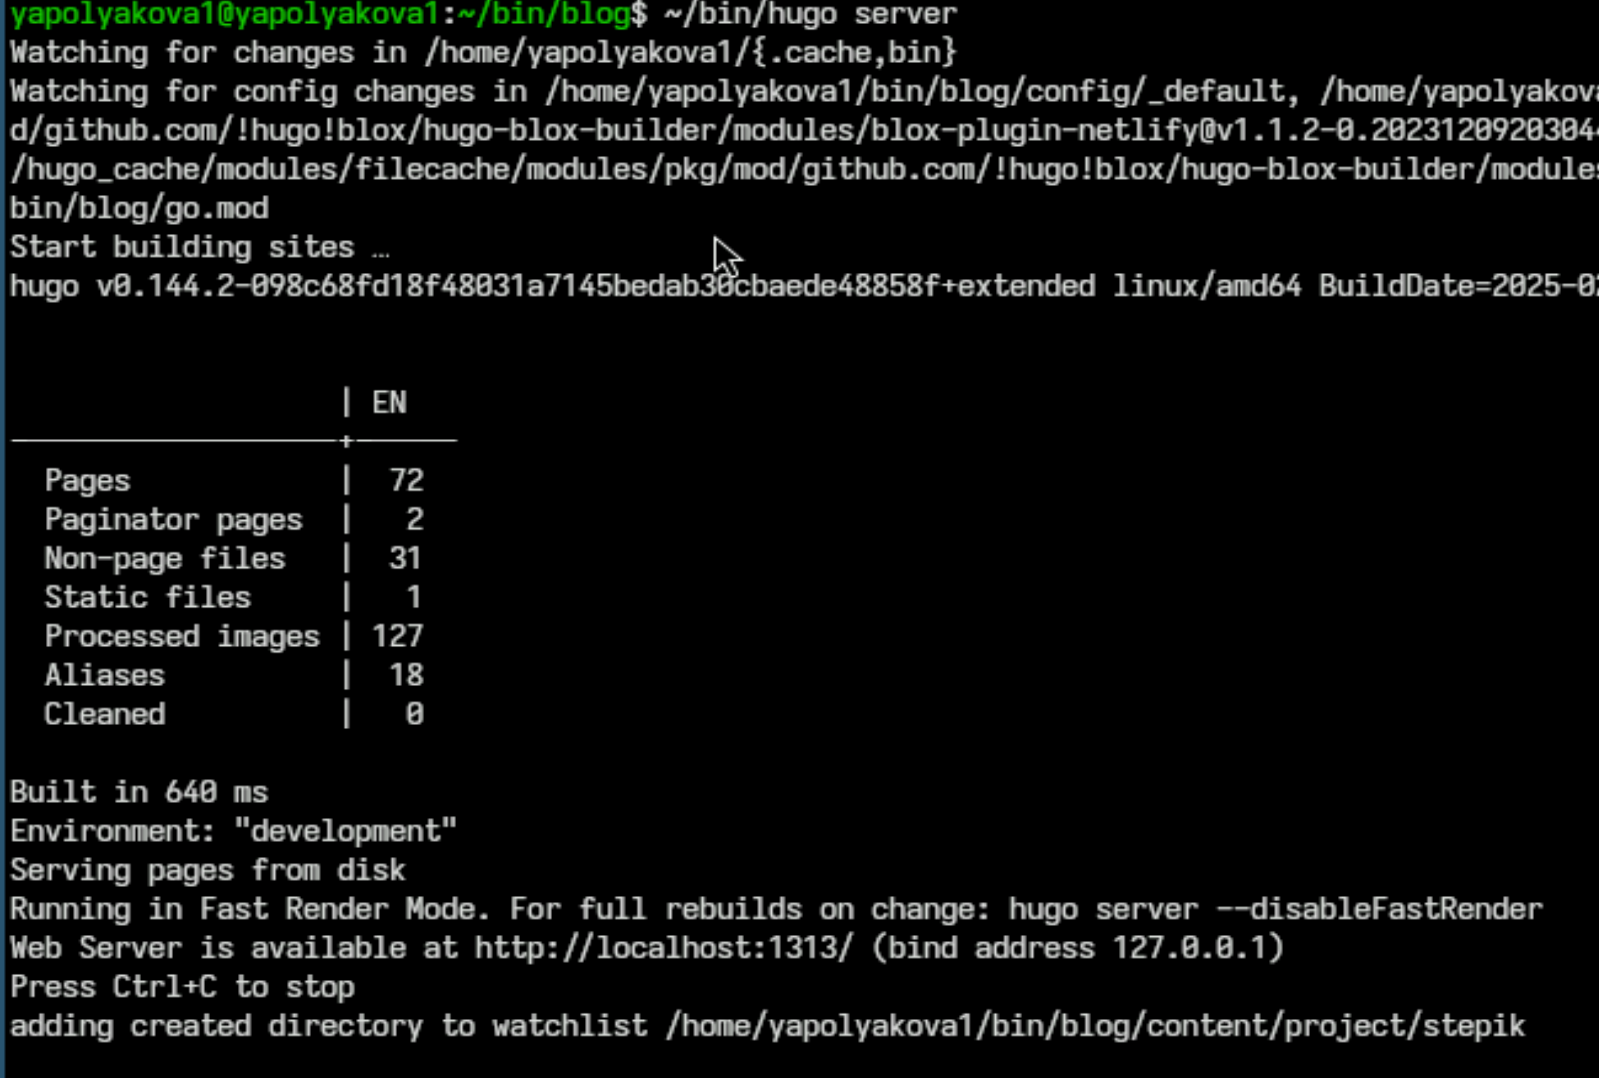 yapolyakova1@yapolyakova1:~/bin/blog$ ~/bin/hugo server
Watching for changes in /home/yapolyakova1/{.cache,bin}
Watching for config changes in /home/yapolyakova1/bin/blog/config/_default, /home/yapolyakova
d/github.com/!hugo!blox/hugo-blox-builder/modules/blox-plugin-netlify@v1.1.2-0.2023120920304
/hugo_cache/modules/filecache/modules/pkg/mod/github.com/!hugo!blox/hugo-blox-builder/modules
bin/blog/go.mod
Start building sites …
hugo v0.144.2-098c68fd18f48031a7145bedab30cbaede48858f+extended linux/amd64 BuildDate=2025-02
| EN
Pages | 72
Paginator pages | 2
Non-page files | 31
Static files | 1
Processed images | 127
Aliases | 18
Cleaned | 0
Built in 640 ms
Environment: "development"
Serving pages from disk
Running in Fast Render Mode. For full rebuilds on change: hugo server --disableFastRender
Web Server is available at http://localhost:1313/ (bind address 127.0.0.1)
Press Ctrl+C to stop
adding created directory to watchlist /home/yapolyakova1/bin/blog/content/project/stepik